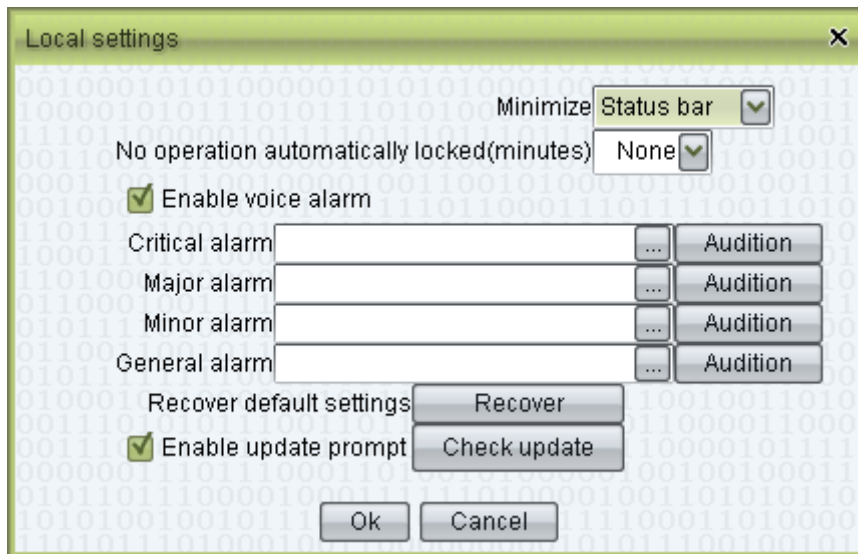 Local settings
Minimize Status bar
No operation automatically locked(minutes) None
Enable voice alarm
Critical alarm ... Audition
Major alarm ... Audition
Minor alarm ... Audition
General alarm ... Audition
Recover default settings Recover
Enable update prompt Check update
Ok Cancel